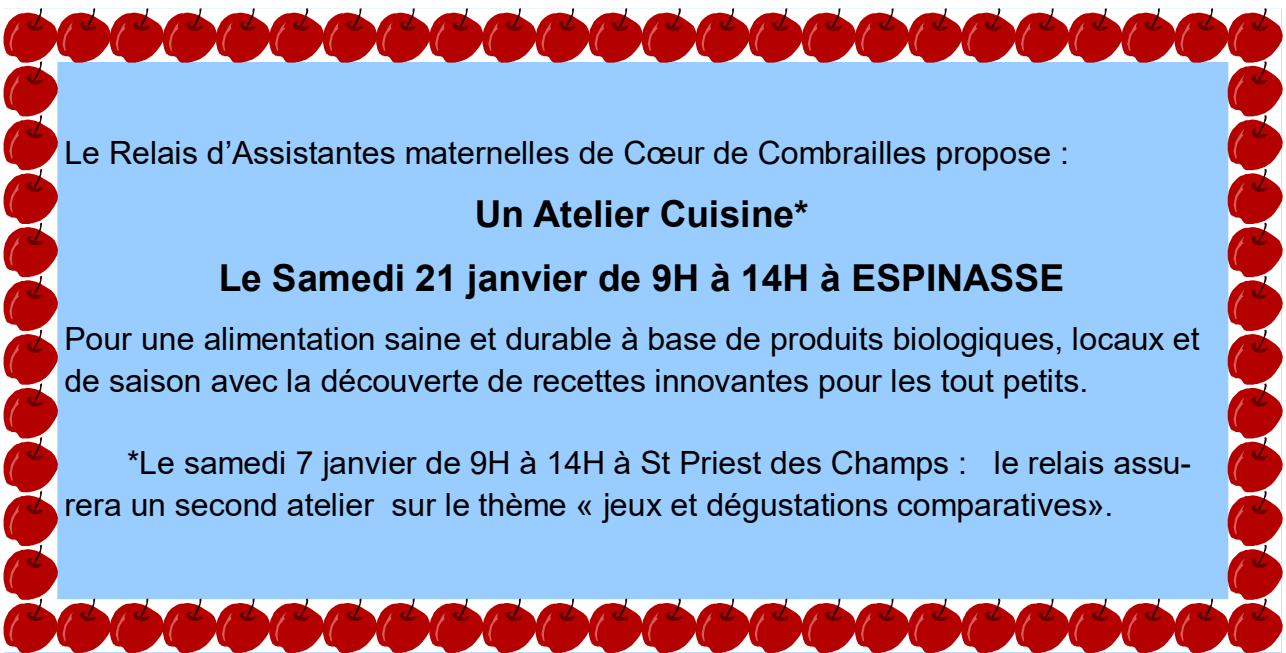 Le Relais d’Assistantes maternelles de Cœur de Combrailles propose :
Un Atelier Cuisine*
Le Samedi 21 janvier de 9H à 14H à ESPINASSE
Pour une alimentation saine et durable à base de produits biologiques, locaux et
de saison avec la découverte de recettes innovantes pour les tout petits.
*Le samedi 7 janvier de 9H à 14H à St Priest des Champs :   le relais assu-
rera un second atelier  sur le thème « jeux et dégustations comparatives».